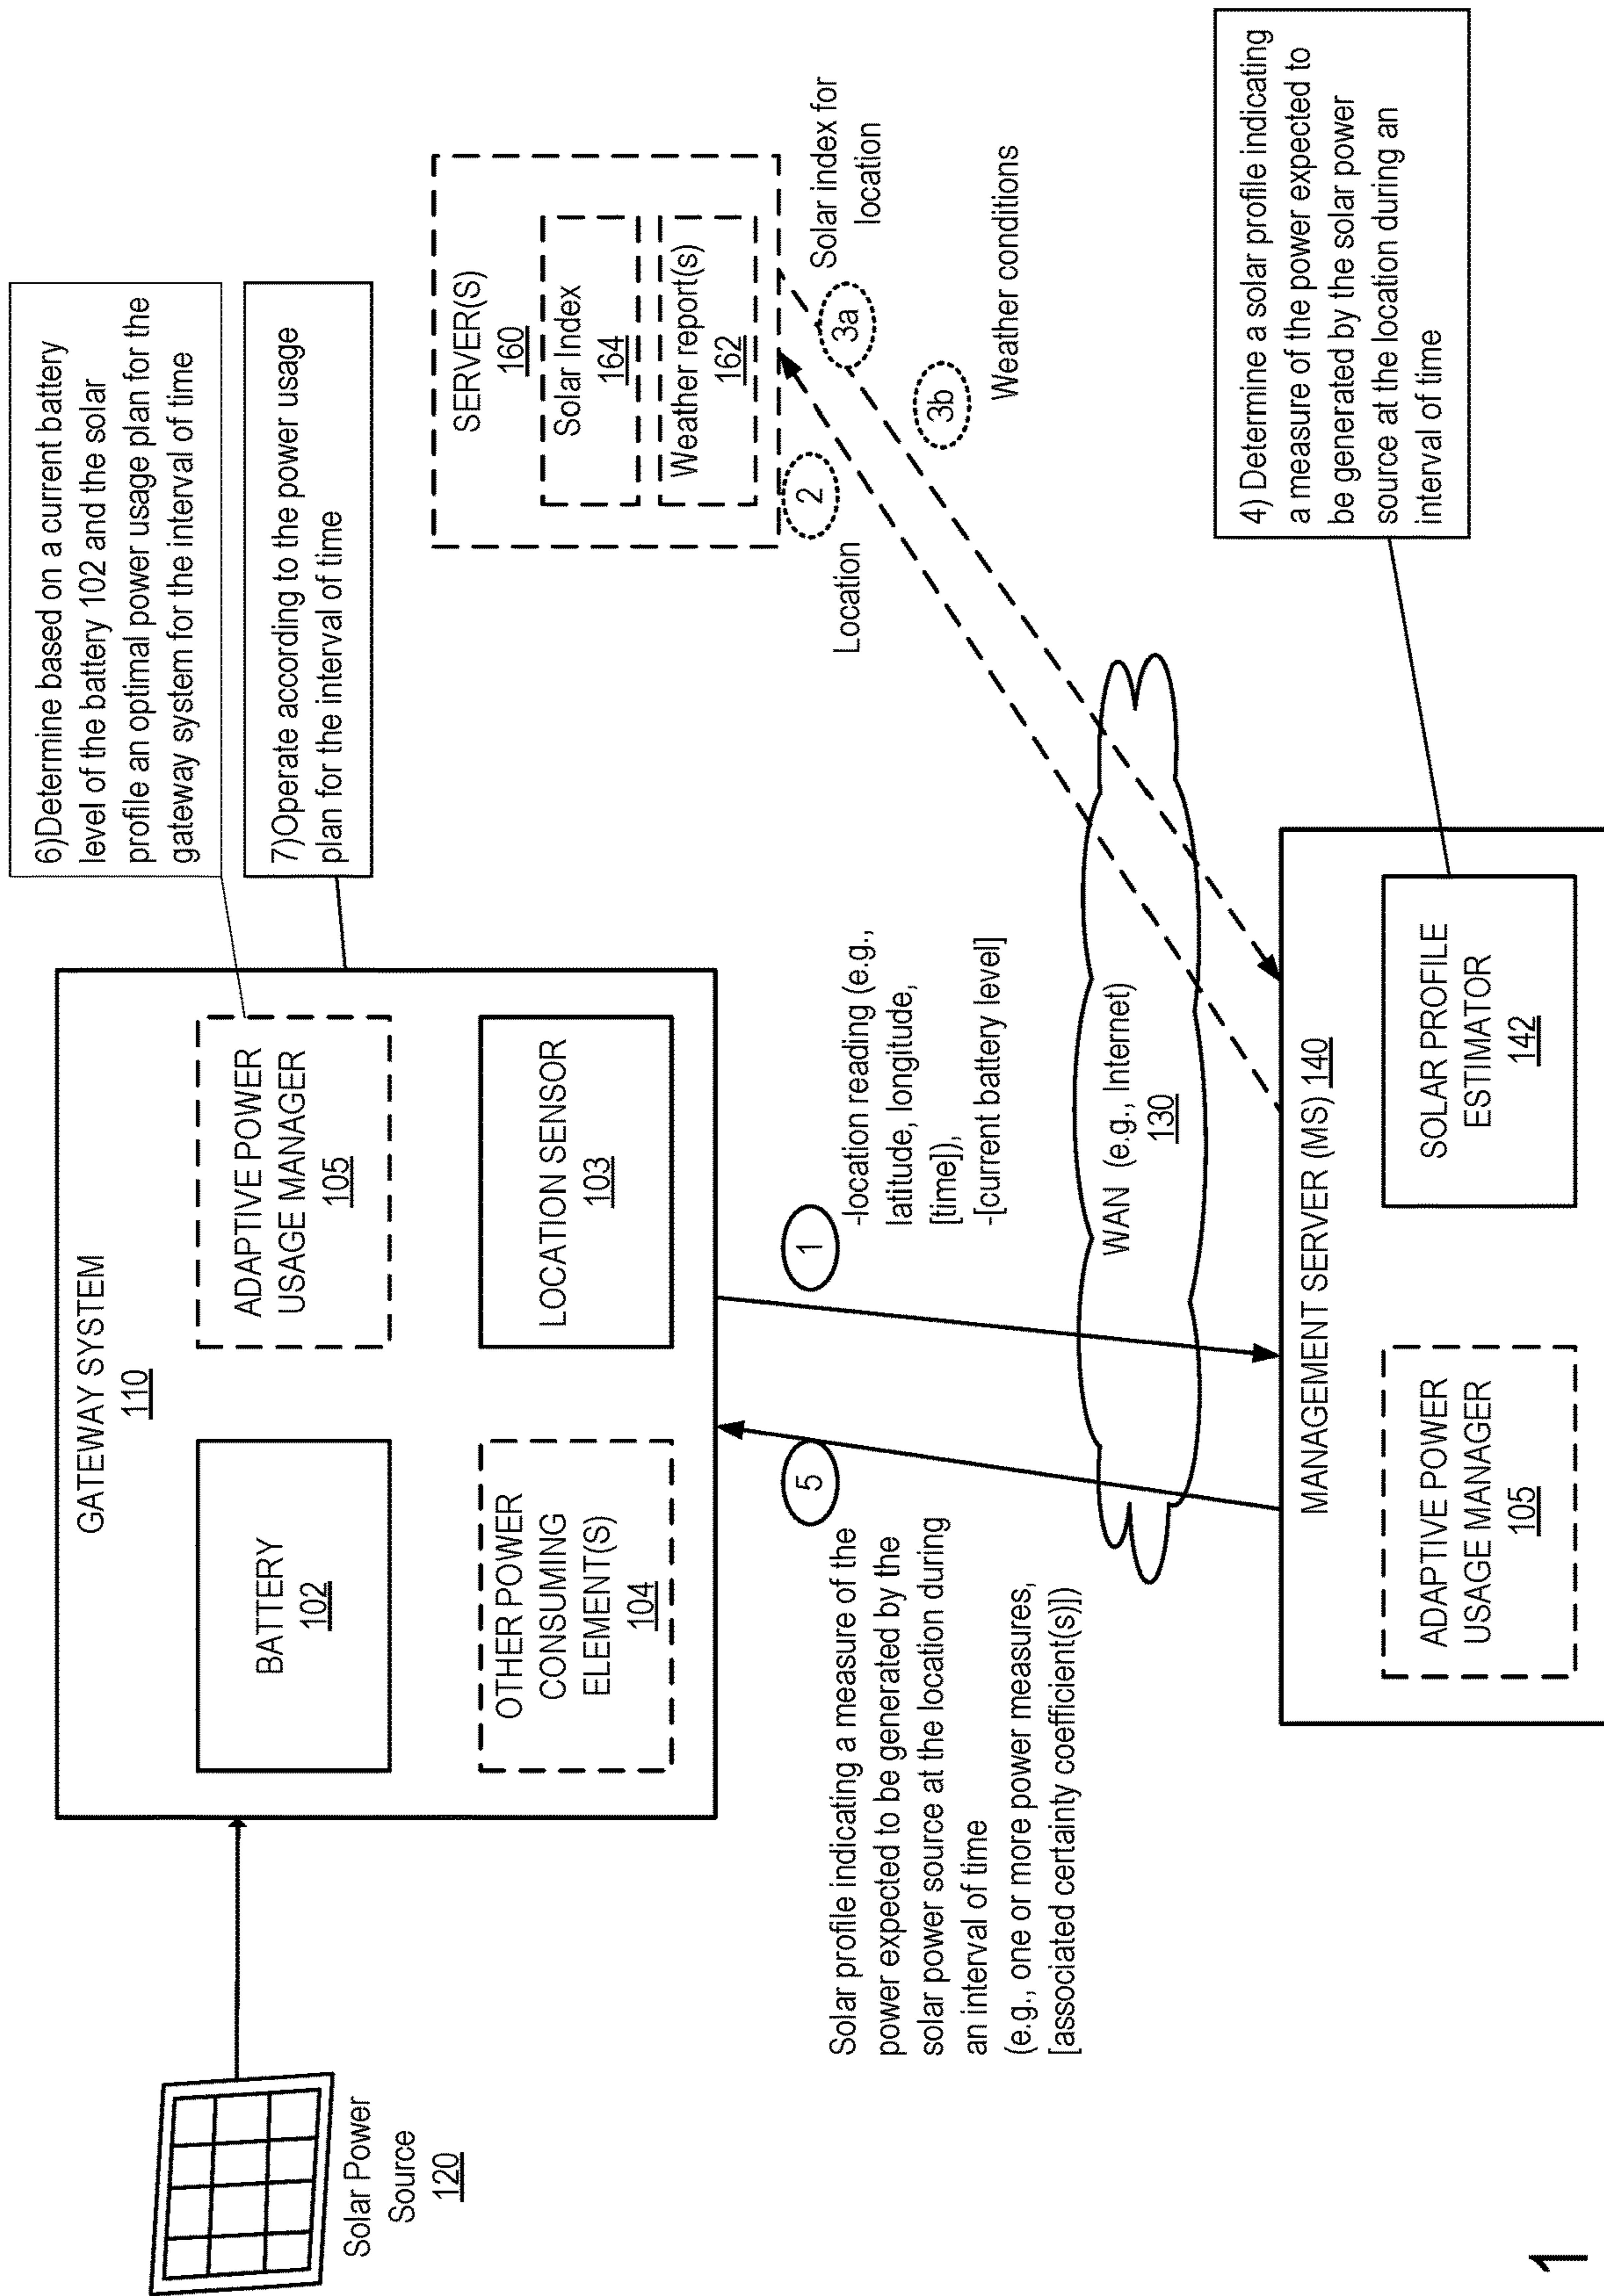 Solar Power
Source
120
GATEWAY SYSTEM
110
BATTERY
102
ADAPTIVE POWER
USAGE MANAGER
105
OTHER POWER
CONSUMING
ELEMENT(S)
104
LOCATION SENSOR
103
6)Determine based on a current battery
level of the battery 102 and the solar
profile an optimal power usage plan for the
gateway system for the interval of time
7)Operate according to the power usage
plan for the interval of time
SERVER(S)
160
Solar Index
164
Weather report(s)
162
5
Solar profile indicating a measure of the
power expected to be generated by the
solar power source at the location during
an interval of time
(e.g., one or more power measures,
[associated certainty coefficient(s)])
1
-location reading (e.g.,
latitude, longitude,
[time]),
-[current battery level]
2
Location
3a
Solar index for
location
3b
Weather conditions
WAN (e.g., Internet)
130
MANAGEMENT SERVER (MS) 140
ADAPTIVE POWER
USAGE MANAGER
105
SOLAR PROFILE
ESTIMATOR
142
4) Determine a solar profile indicating
a measure of the power expected to
be generated by the solar power
source at the location during an
interval of time
1